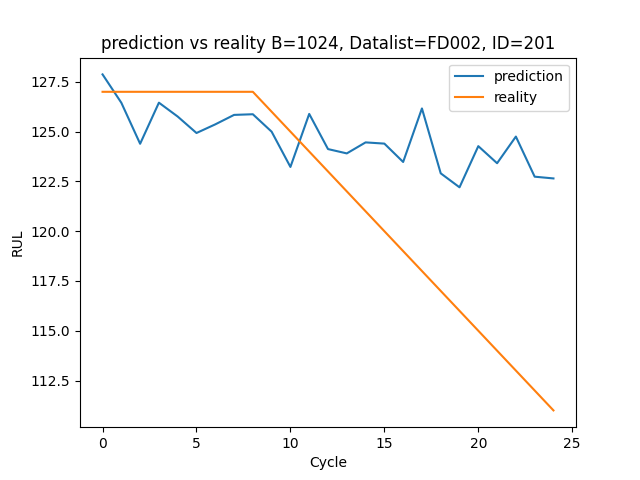 prediction vs reality B=1024, Datalist=FD002, ID=201
prediction
reality
RUL
127.5
125.0
122.5
120.0
117.5
115.0
112.5
0 5 10 15 20 25
Cycle